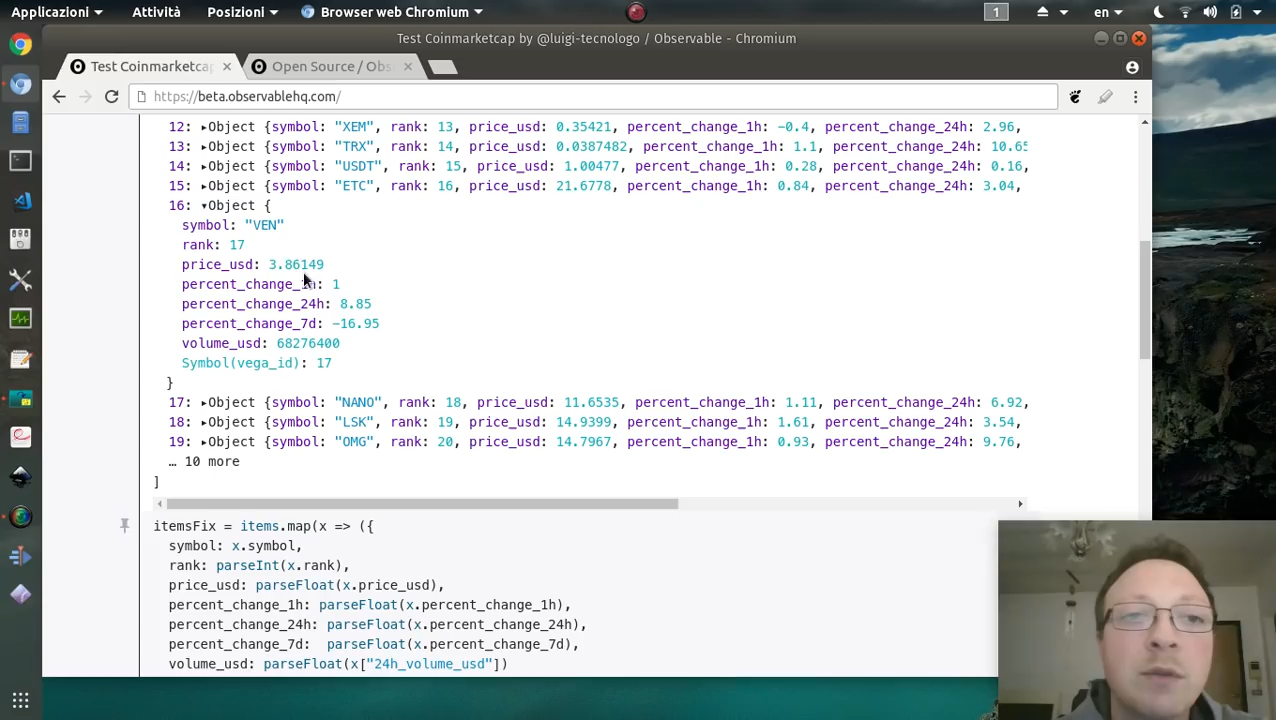 Applicazioni Attività Posizioni Browser web Chromium 1 en
Test Coinmarketcap by @luigi-tecnologo / Observable - Chromium
Test Coinmarketcap Open Source / Obs
https://beta.observablehq.com/
12: ▸Object {symbol: "XEM", rank: 13, price_usd: 0.35421, percent_change_1h: −0.4, percent_change_24h: 2.96,
13: ▸Object {symbol: "TRX", rank: 14, price_usd: 0.0387482, percent_change_1h: 1.1, percent_change_24h: 10.65
14: ▸Object {symbol: "USDT", rank: 15, price_usd: 1.00477, percent_change_1h: 0.28, percent_change_24h: 0.16,
15: ▸Object {symbol: "ETC", rank: 16, price_usd: 21.6778, percent_change_1h: 0.84, percent_change_24h: 3.04,
16: ▾Object {
symbol: "VEN"
rank: 17
price_usd: 3.86149
percent_change_1h: 1
percent_change_24h: 8.85
percent_change_7d: −16.95
volume_usd: 68276400
Symbol(vega_id): 17
}
17: ▸Object {symbol: "NANO", rank: 18, price_usd: 11.6535, percent_change_1h: 1.11, percent_change_24h: 6.92,
18: ▸Object {symbol: "LSK", rank: 19, price_usd: 14.9399, percent_change_1h: 1.61, percent_change_24h: 3.54,
19: ▸Object {symbol: "OMG", rank: 20, price_usd: 14.7967, percent_change_1h: 0.93, percent_change_24h: 9.76,
… 10 more
]
itemsFix = items.map(x => ({
symbol: x.symbol,
rank: parseInt(x.rank),
price_usd: parseFloat(x.price_usd),
percent_change_1h: parseFloat(x.percent_change_1h),
percent_change_24h: parseFloat(x.percent_change_24h),
percent_change_7d: parseFloat(x.percent_change_7d),
volume_usd: parseFloat(x["24h_volume_usd"])